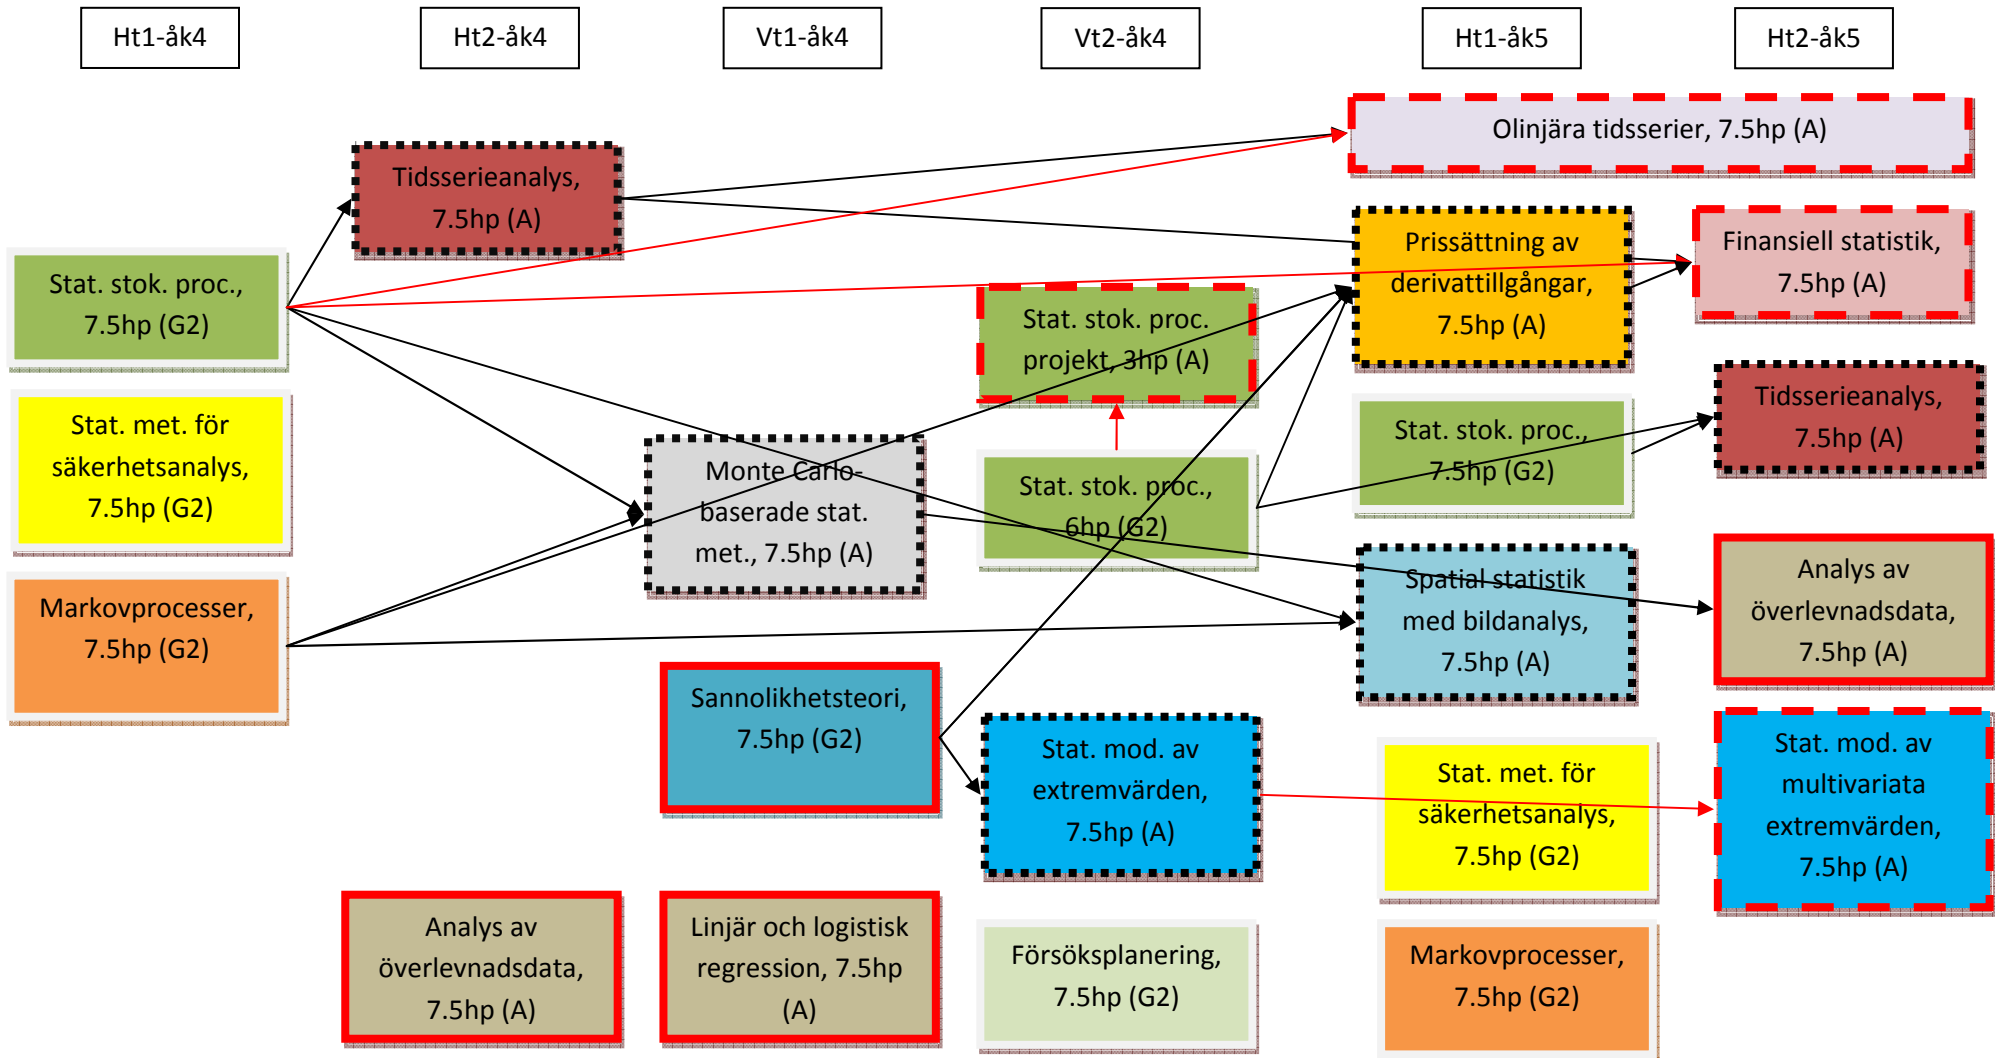 Ht1-åk4
Ht2-åk4
Vt1-åk4
Vt2-åk4
Ht1-åk5
Ht2-åk5
Olinjära tidsserier, 7.5hp (A)
Tidsserieanalys,
7.5hp (A)
Prissättning av
derivattillgångar,
7.5hp (A)
Finansiell statistik,
7.5hp (A)
Stat. stok. proc.,
7.5hp (G2)
Stat. stok. proc.
projekt, 3hp (A)
Tidsserieanalys,
7.5hp (A)
Stat. met. för
säkerhetsanalys,
7.5hp (G2)
Stat. stok. proc.,
7.5hp (G2)
Monte Carlo-
baserade stat.
met., 7.5hp (A)
Stat. stok. proc.,
6hp (G2)
Markovprocesser,
7.5hp (G2)
Spatial statistik
med bildanalys,
7.5hp (A)
Analys av
överlevnadsdata,
7.5hp (A)
Sannolikhetsteori,
7.5hp (G2)
Stat. mod. av
extremvärden,
7.5hp (A)
Stat. met. för
säkerhetsanalys,
7.5hp (G2)
Stat. mod. av
multivariata
extremvärden,
7.5hp (A)
Analys av
överlevnadsdata,
7.5hp (A)
Linjär och logistisk
regression, 7.5hp
(A)
Försöksplanering,
7.5hp (G2)
Markovprocesser,
7.5hp (G2)